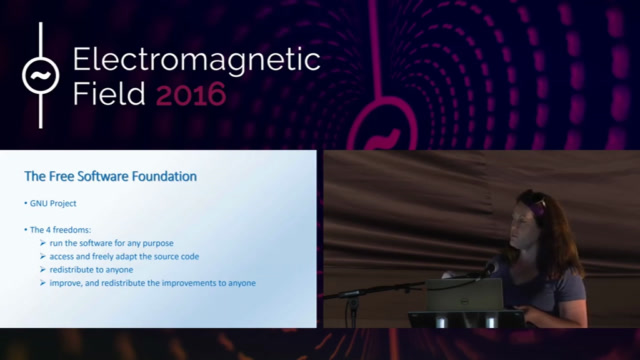 Electromagnetic
Field 2016
The Free Software Foundation
• GNU Project
• The 4 freedoms:
➢ run the software for any purpose
➢ access and freely adapt the source code
➢ redistribute to anyone
➢ improve, and redistribute the improvements to anyone